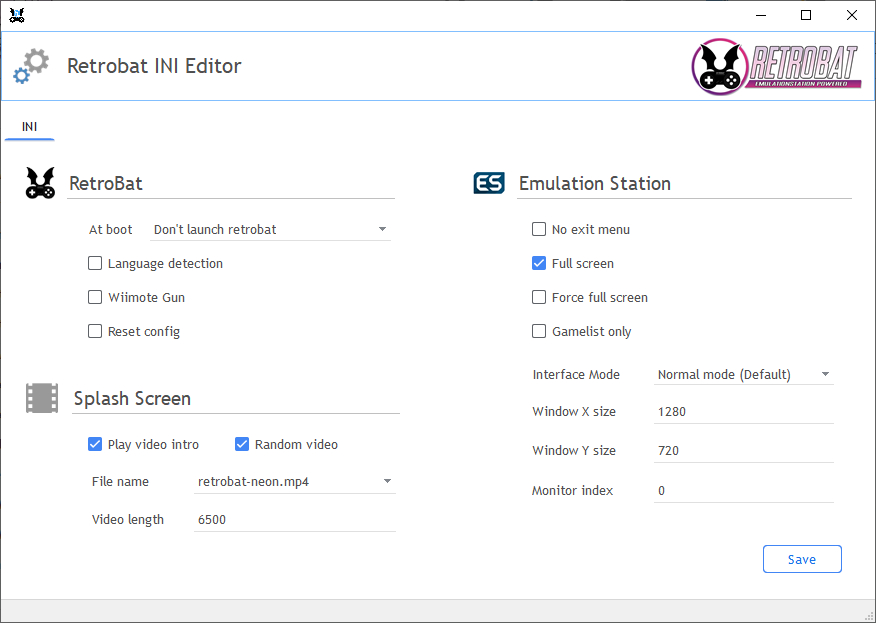 Retrobat INI Editor
RETROBAT
EMULATIONSTATION POWERED
INI
RetroBat
At boot Don't launch retrobat
Language detection
Wiimote Gun
Reset config
Splash Screen
Play video intro Random video
File name retrobat-neon.mp4
Video length 6500
ES Emulation Station
No exit menu
Full screen
Force full screen
Gamelist only
Interface Mode Normal mode (Default)
Window X size 1280
Window Y size 720
Monitor index 0
Save